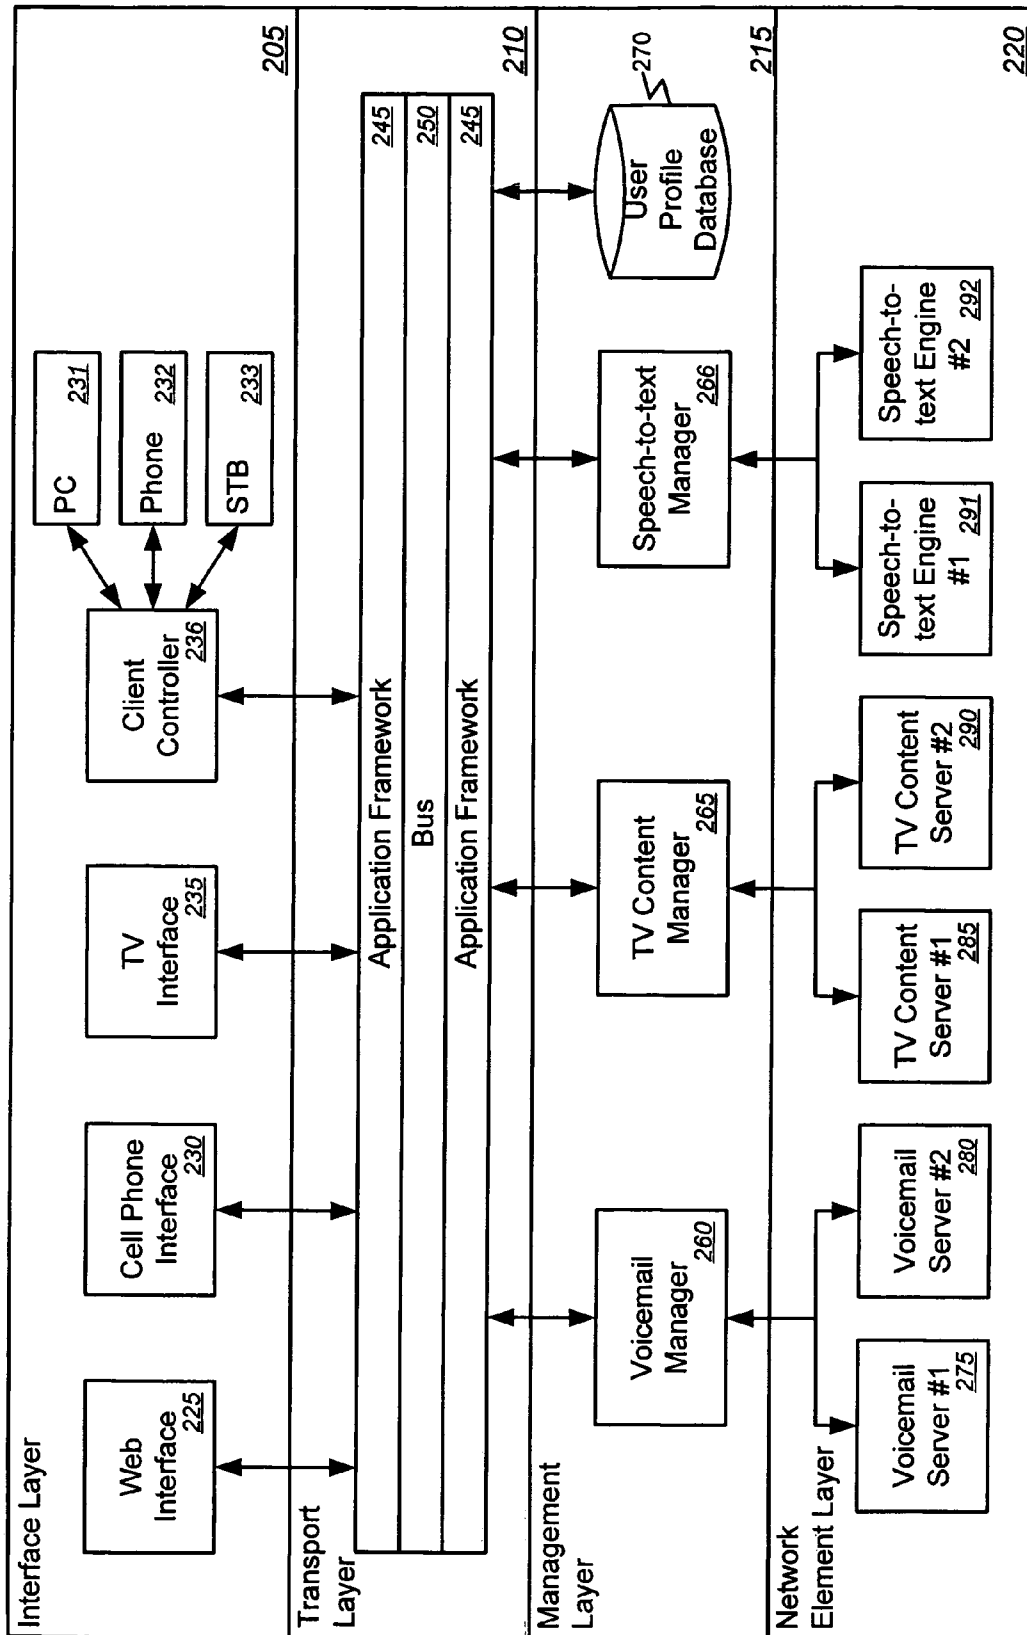 Interface Layer
205
Web
Interface
225
Cell Phone
Interface
230
TV
Interface
235
Client
Controller
236
PC
231
Phone
232
STB
233
Transport
Layer
210
Application Framework
245
Bus
250
Application Framework
245
Management
Layer
215
Voicemail
Manager
260
TV Content
Manager
265
Speech-to-text
Manager
266
User
Profile
Database
270
Network
Element Layer
220
Voicemail
Server #1
275
Voicemail
Server #2
280
TV Content
Server #1
285
TV Content
Server #2
290
Speech-to-
text Engine
#1
291
Speech-to-
text Engine
#2
292